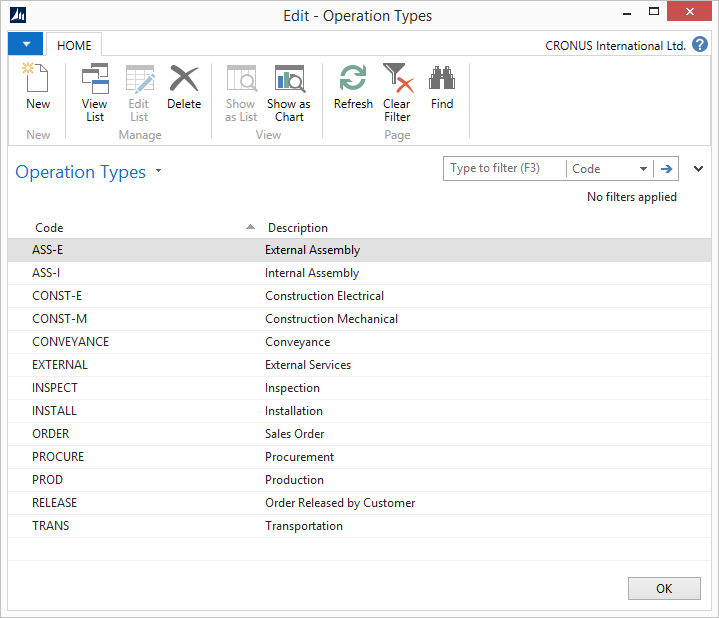 Edit - Operation Types
HOME
CRONUS International Ltd. ?
New
View List
Edit List
Delete
Show as List
Show as Chart
Refresh
Clear Filter
Find
New
Manage
View
Page
Operation Types
Type to filter (F3)
Code
No filters applied
Code Description
ASS-E External Assembly
ASS-I Internal Assembly
CONST-E Construction Electrical
CONST-M Construction Mechanical
CONVEYANCE Conveyance
EXTERNAL External Services
INSPECT Inspection
INSTALL Installation
ORDER Sales Order
PROCURE Procurement
PROD Production
RELEASE Order Released by Customer
TRANS Transportation
OK